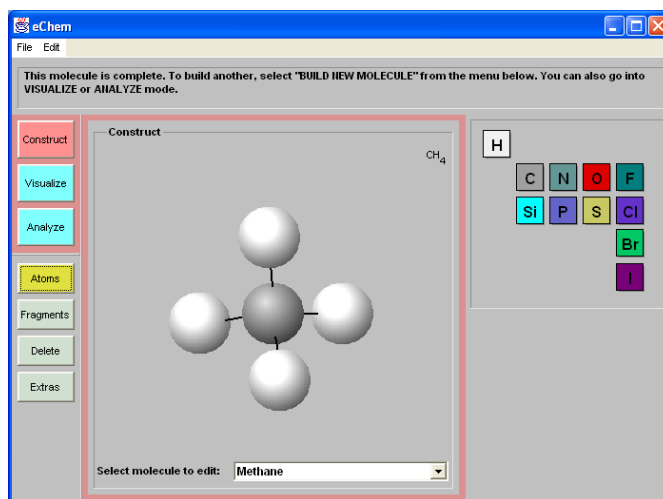 eChem
File Edit
This molecule is complete. To build another, select "BUILD NEW MOLECULE" from the menu below. You can also go into
VISUALIZE or ANALYZE mode.
Construct
Visualize
Analyze
Atoms
Fragments
Delete
Extras
Construct
CH4
Select molecule to edit: Methane
H
C N O F
Si P S Cl
Br
I